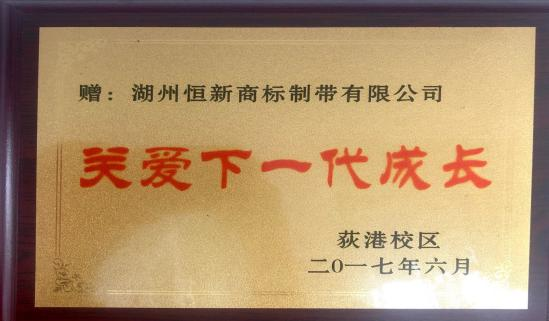 赠：湖州恒新商标制带有限公司
关爱下一代成长
荻港校区
二0一七年六月